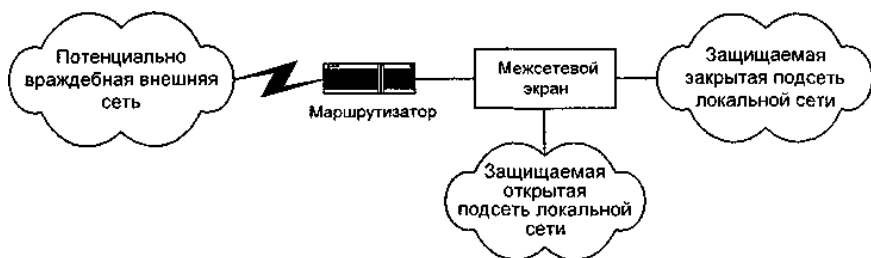 Потенциально
враждебная внешняя
сеть
Маршрутизатор
Межсетевой
экран
Защищаемая
закрытая подсеть
локальной сети
Защищаемая
открытая
подсеть локальной
сети